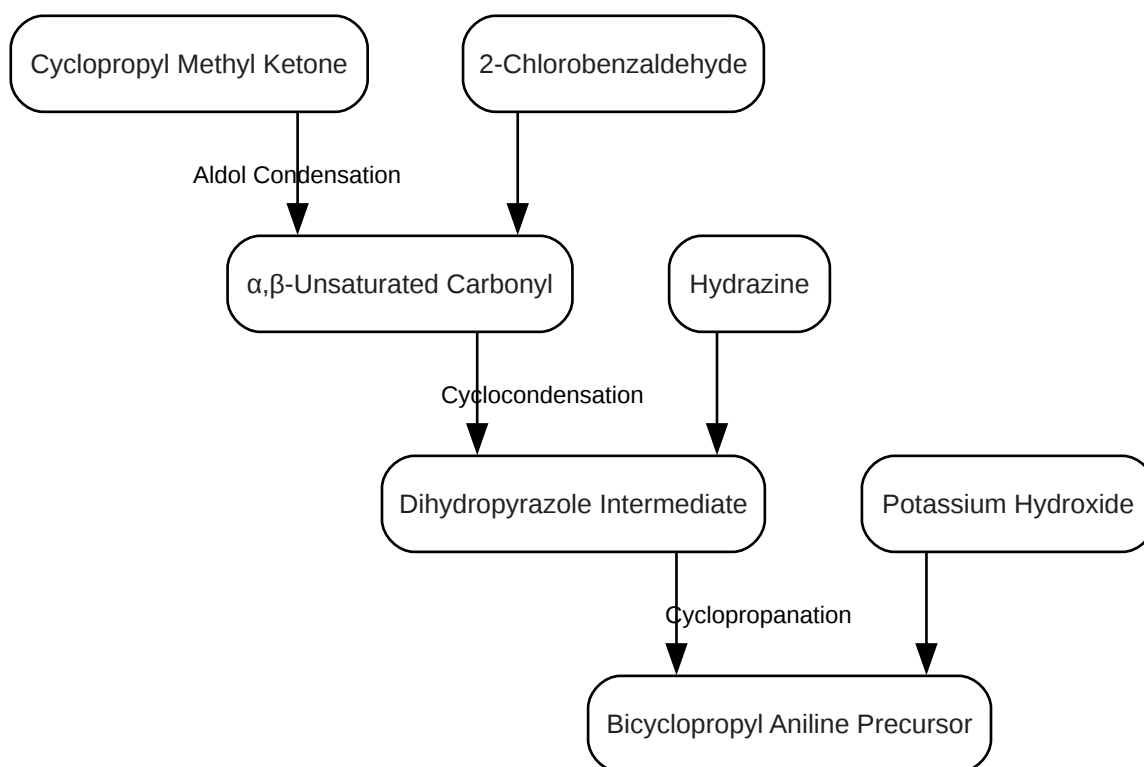 Cyclopropyl Methyl Ketone
2-Chlorobenzaldehyde
Aldol Condensation
α,β-Unsaturated Carbonyl
Hydrazine
Cyclocondensation
Dihydropyrazole Intermediate
Potassium Hydroxide
Cyclopropanation
Bicyclopropyl Aniline Precursor